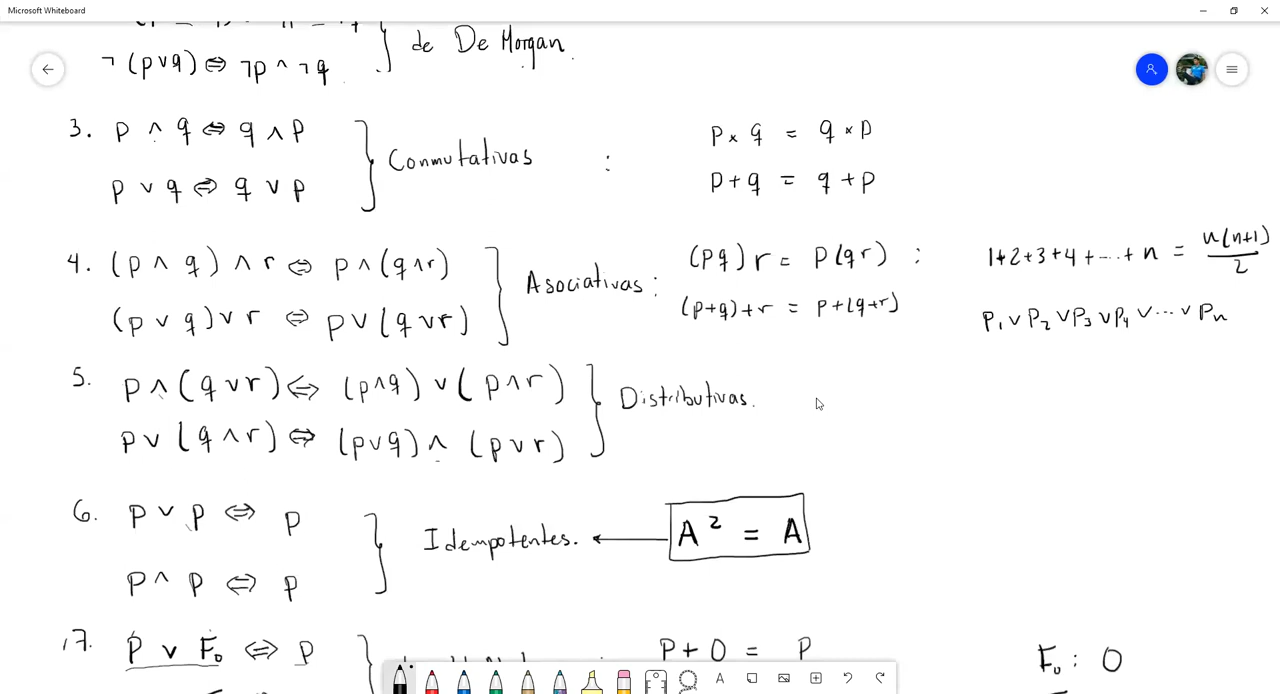 Microsoft Whiteboard
de De Morgan.
¬(p∨q) ⇔ ¬p ∧ ¬q
3. p ∧ q ⇔ q ∧ p
p ∨ q ⇔ q ∨ p
Conmutativas :
p × q = q × p
p + q = q + p
4. (p ∧ q) ∧ r ⇔ p ∧ (q∧r)
(p ∨ q) ∨ r ⇔ p ∨ (q∨r)
Asociativas :
(pq)r = p(qr) ;
(p+q)+r = p+(q+r)
1+2+3+4+...+n = n(n+1)/2
P₁ ∨ P₂ ∨ P₃ ∨ P₄ ∨ ... ∨ Pₙ
5. p∧(q∨r) ⇔ (p∧q) ∨ (p∧r)
p∨(q∧r) ⇔ (p∨q) ∧ (p∨r)
Distributivas.
6. p ∨ p ⇔ p
p ∧ p ⇔ p
Idempotentes.
A² = A
7. p ∨ F₀ ⇔ p
p + 0 = p
F₀ : 0